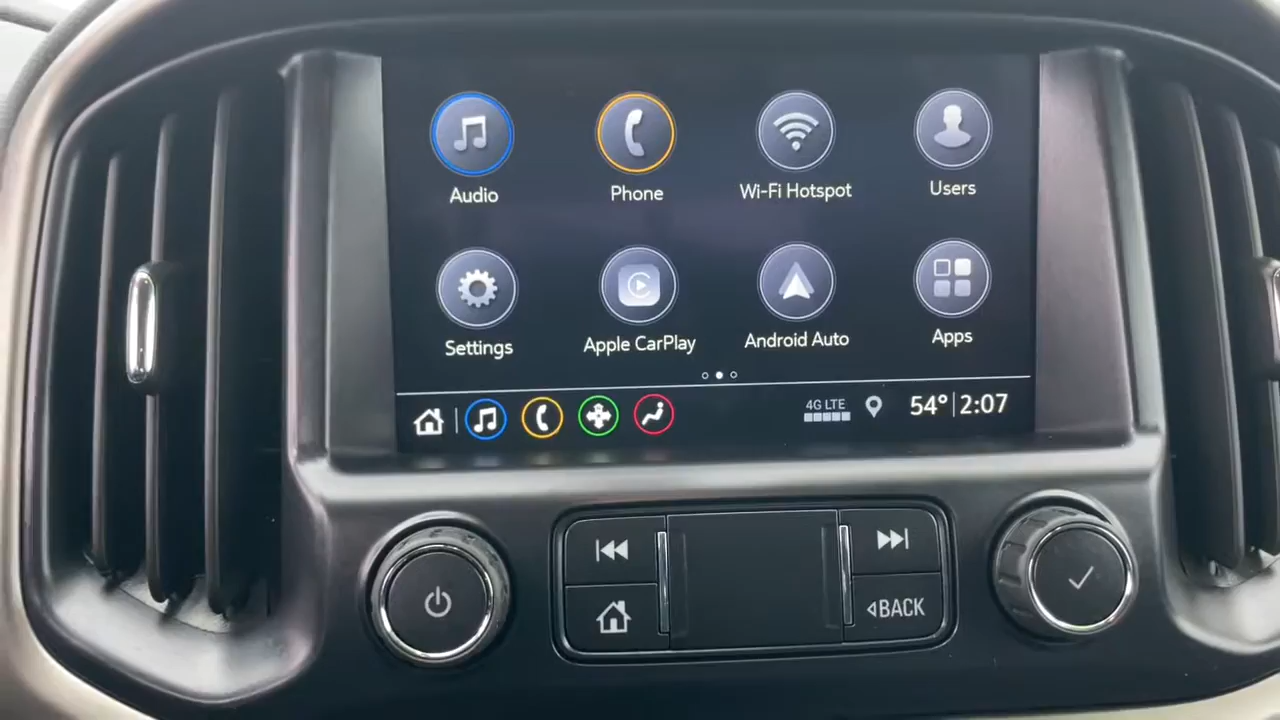 Audio
Phone
Wi-Fi Hotspot
Users
Settings
Apple CarPlay
Android Auto
Apps
4G LTE
54° 2:07
BACK